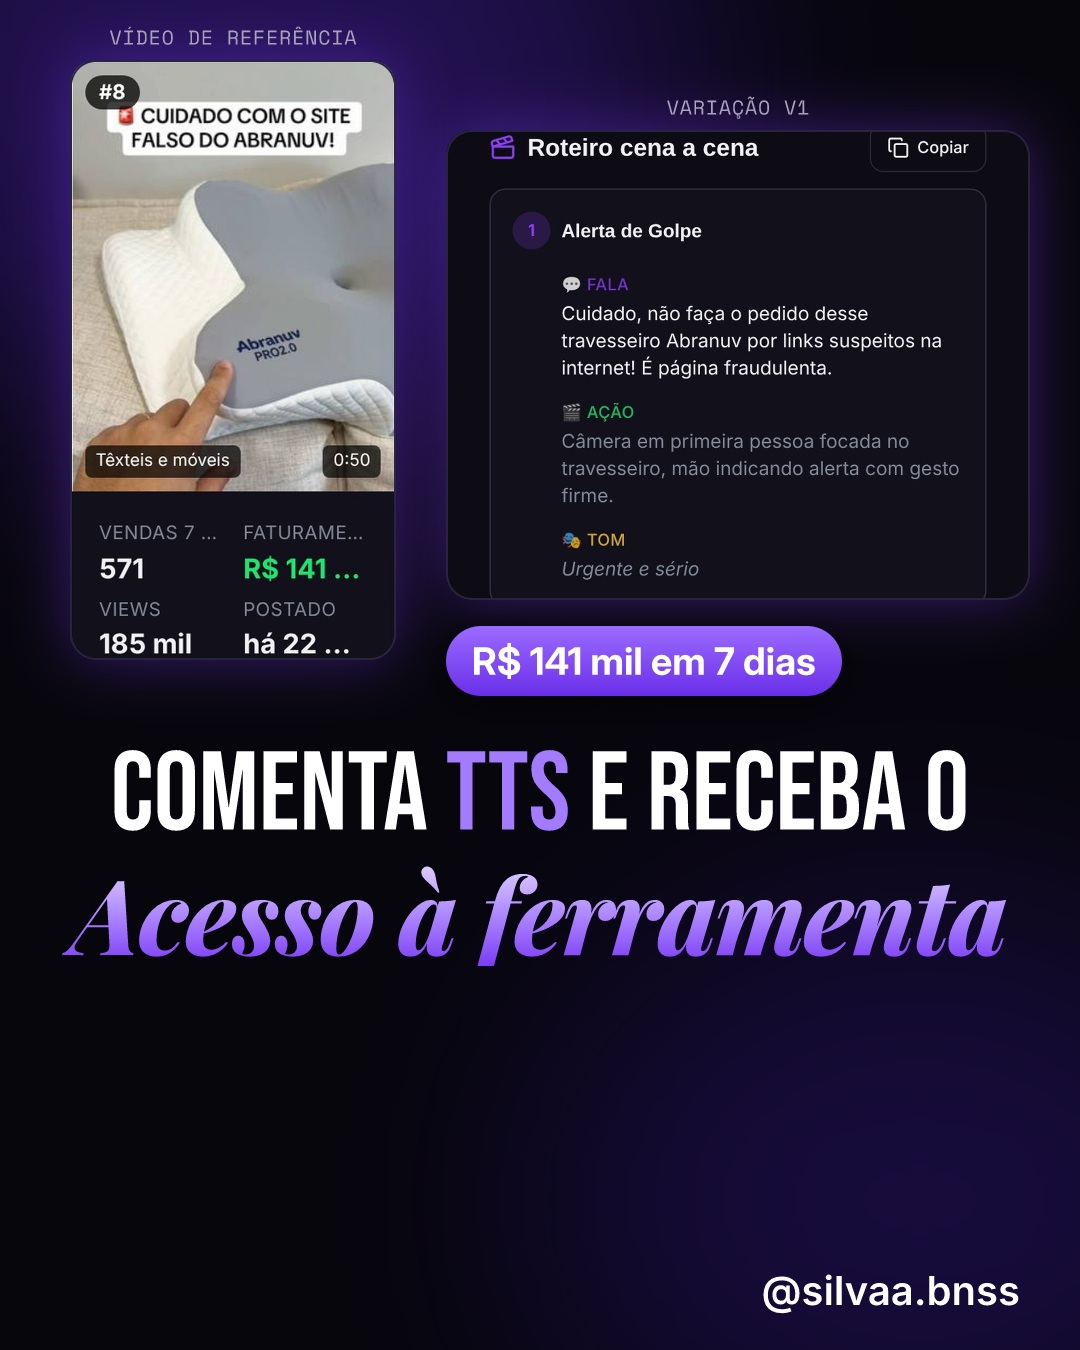 VÍDEO DE REFERÊNCIA
#8
🚨 CUIDADO COM O SITE
FALSO DO ABRANUV!
Abranuv
PRO2.0
Têxteis e móveis
0:50
VENDAS 7 ...
FATURAME...
571
R$ 141 ...
VIEWS
POSTADO
185 mil
há 22 ...
VARIAÇÃO V1
Roteiro cena a cena
Copiar
1
Alerta de Golpe
💬 FALA
Cuidado, não faça o pedido desse
travesseiro Abranuv por links suspeitos na
internet! É página fraudulenta.
🎬 AÇÃO
Câmera em primeira pessoa focada no
travesseiro, mão indicando alerta com gesto
firme.
🎭 TOM
Urgente e sério
R$ 141 mil em 7 dias
COMENTA TTS E RECEBA O
Acesso à ferramenta
@silvaa.bnss